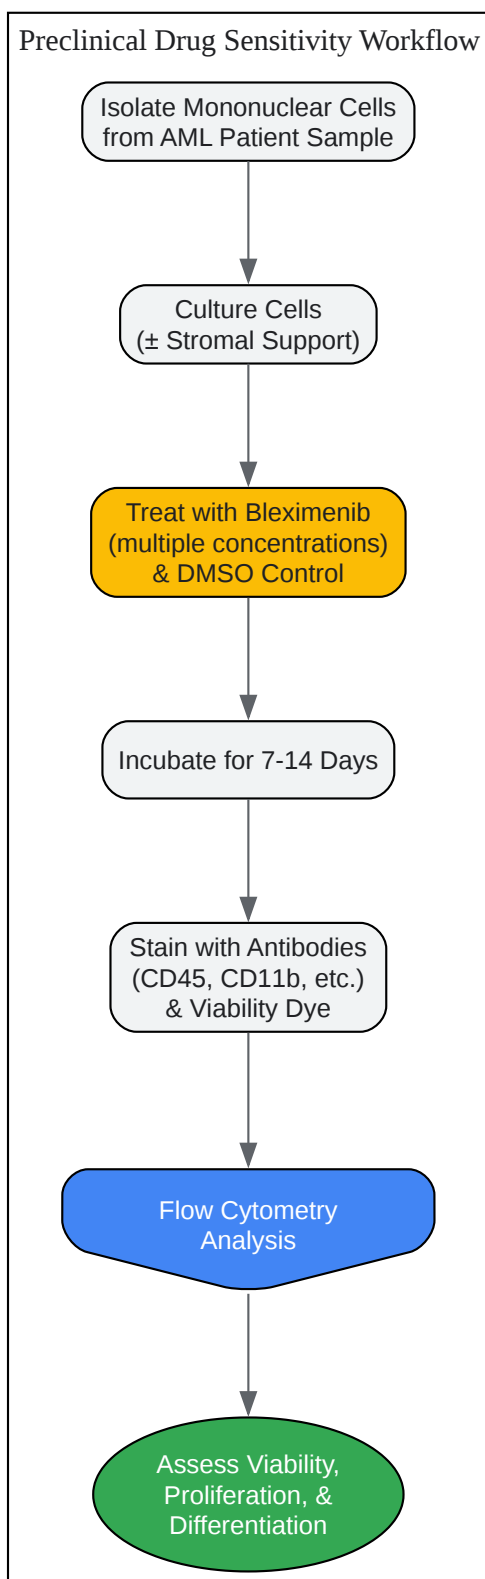 Preclinical Drug Sensitivity Workflow
Isolate Mononuclear Cells
from AML Patient Sample
Culture Cells
(± Stromal Support)
Treat with Bleximenib
(multiple concentrations)
& DMSO Control
Incubate for 7-14 Days
Stain with Antibodies
(CD45, CD11b, etc.)
& Viability Dye
Flow Cytometry
Analysis
Assess Viability,
Proliferation, &
Differentiation